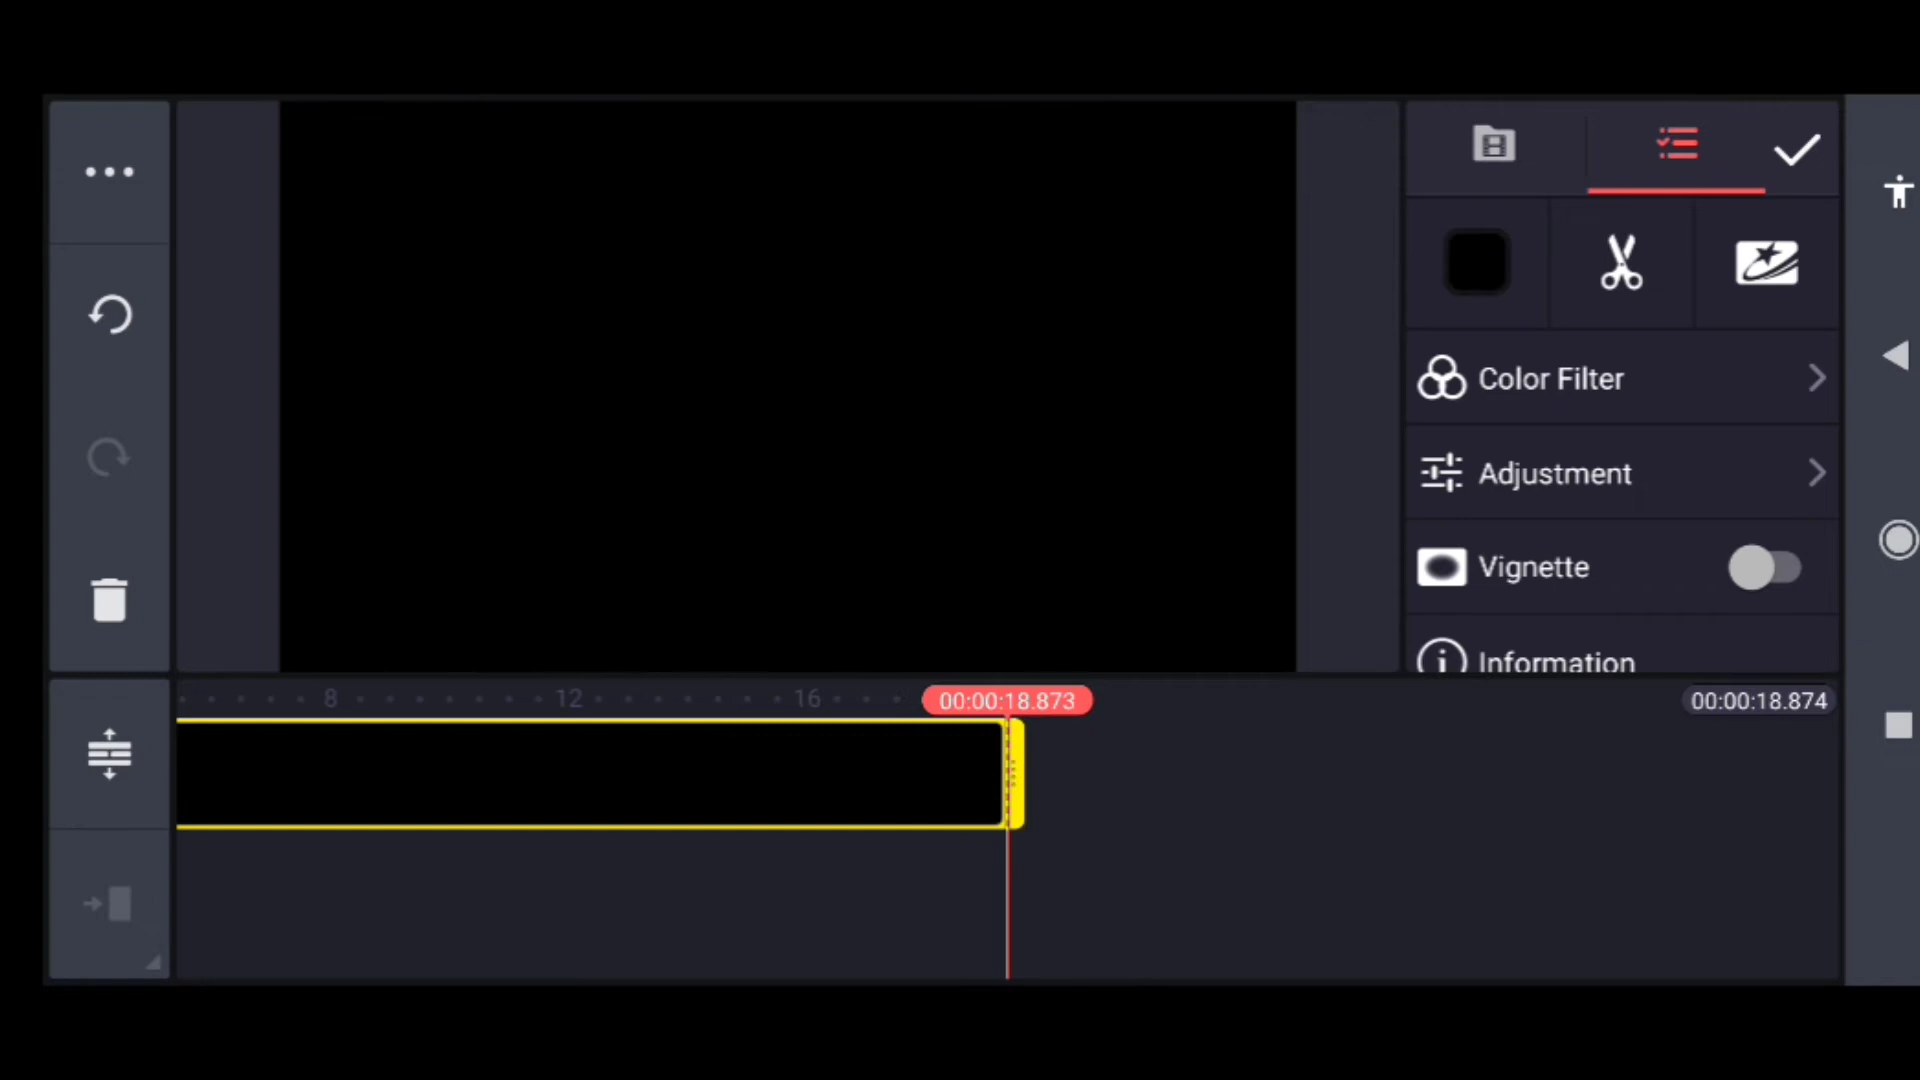 Color Filter
Adjustment
Vignette
Information
8
12
16
00:00:18.873
00:00:18.874